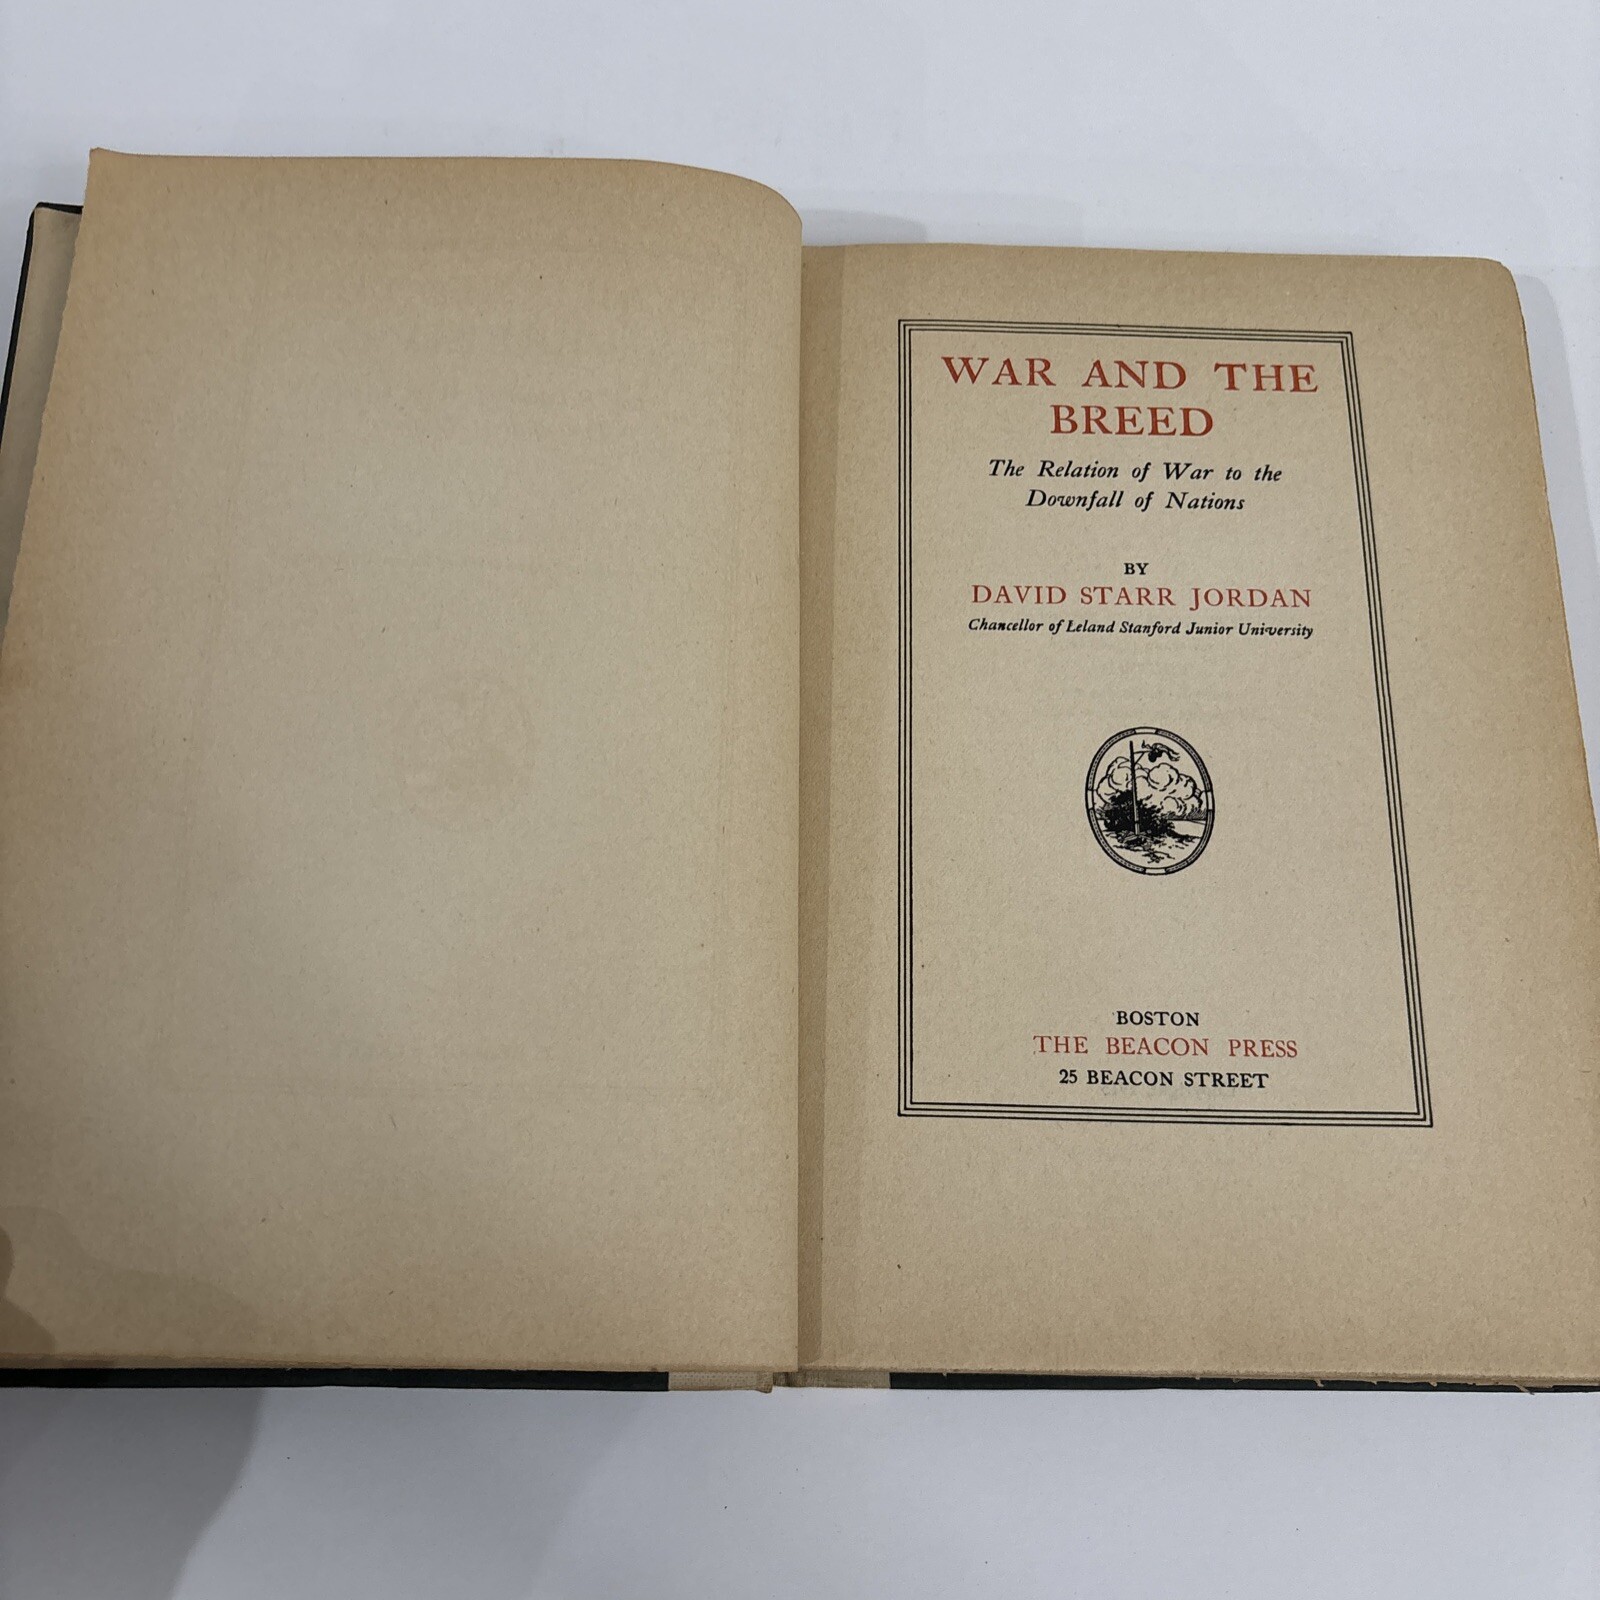 WAR AND THE
BREED
The Relation of War to the
Downfall of Nations
BY
DAVID STARR JORDAN
Chancellor of Leland Stanford Junior University
BOSTON
THE BEACON PRESS
25 BEACON STREET